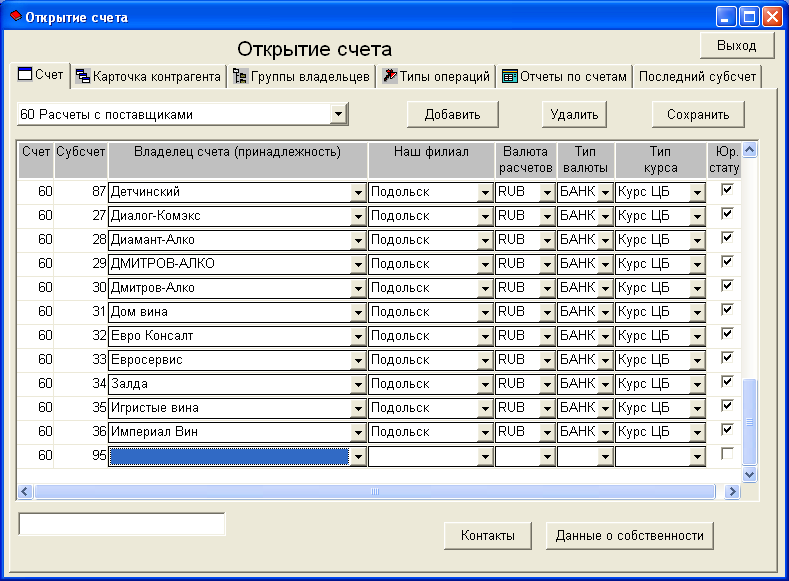 Открытие счета
Открытие счета
Выход
Счет Карточка контрагента Группы владельцев Типы операций Отчеты по счетам Последний субсчет
60 Расчеты с поставщиками Добавить Удалить Сохранить
Счет Субсчет Владелец счета (принадлежность) Наш филиал Валюта расчетов Тип валюты Тип курса Юр. стату
60 87 Детчинский Подольск RUB БАНК Курс ЦБ
60 27 Диалог-Комэкс Подольск RUB БАНК Курс ЦБ
60 28 Диамант-Алко Подольск RUB БАНК Курс ЦБ
60 29 ДМИТРОВ-АЛКО Подольск RUB БАНК Курс ЦБ
60 30 Дмитров-Алко Подольск RUB БАНК Курс ЦБ
60 31 Дом вина Подольск RUB БАНК Курс ЦБ
60 32 Евро Консалт Подольск RUB БАНК Курс ЦБ
60 33 Евросервис Подольск RUB БАНК Курс ЦБ
60 34 Залда Подольск RUB БАНК Курс ЦБ
60 35 Игристые вина Подольск RUB БАНК Курс ЦБ
60 36 Империал Вин Подольск RUB БАНК Курс ЦБ
60 95
Контакты Данные о собственности